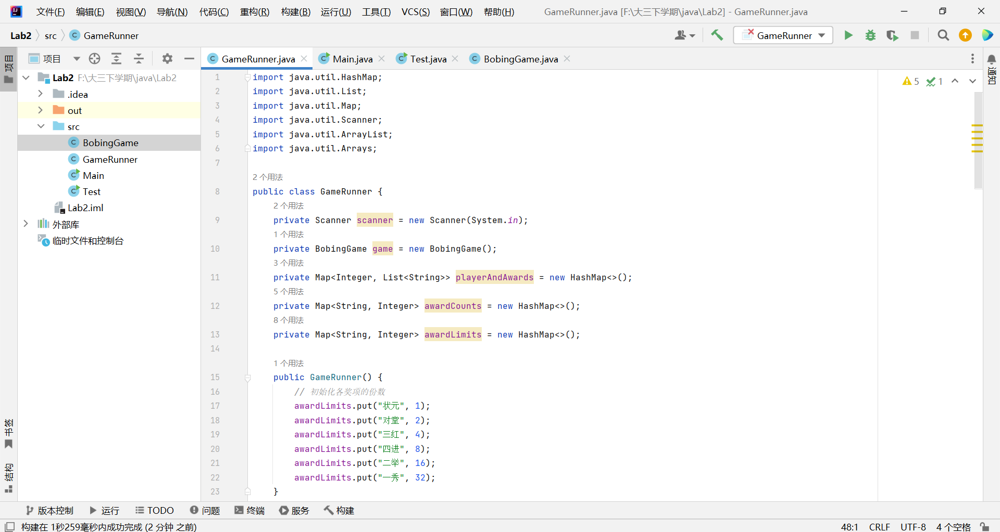 文件(F) 编辑(E) 视图(V) 导航(N) 代码(C) 重构(R) 构建(B) 运行(U) 工具(T) VCS(S) 窗口(W) 帮助(H) GameRunner.java [F:\大三下学期\java\Lab2] - GameRunner.java
Lab2 src GameRunner GameRunner
项目 GameRunner.java Main.java Test.java BobingGame.java
项目
通知
Lab2 F:\大三下学期\java\Lab2
.idea
out
src
BobingGame
GameRunner
Main
Test
Lab2.iml
外部库
临时文件和控制台
书签
结构
5 1
1 import java.util.HashMap;
2 import java.util.List;
3 import java.util.Map;
4 import java.util.Scanner;
5 import java.util.ArrayList;
6 import java.util.Arrays;
7
2 个用法
8 public class GameRunner {
2 个用法
9 private Scanner scanner = new Scanner(System.in);
1 个用法
10 private BobingGame game = new BobingGame();
3 个用法
11 private Map<Integer, List<String>> playerAndAwards = new HashMap<>();
5 个用法
12 private Map<String, Integer> awardCounts = new HashMap<>();
8 个用法
13 private Map<String, Integer> awardLimits = new HashMap<>();
14
1 个用法
15 public GameRunner() {
16 // 初始化各奖项的份数
17 awardLimits.put("状元", 1);
18 awardLimits.put("对堂", 2);
19 awardLimits.put("三红", 4);
20 awardLimits.put("四进", 8);
21 awardLimits.put("二举", 16);
22 awardLimits.put("一秀", 32);
23 }
版本控制 运行 TODO 问题 终端 服务 构建
构建在 1秒259毫秒内成功完成 (2 分钟 之前) 48:1 CRLF UTF-8 4 个空格